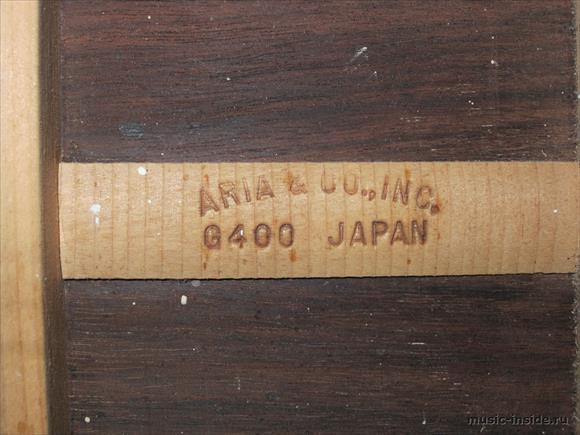 ARIA & CO., INC.
G400 JAPAN
music-inside.ru